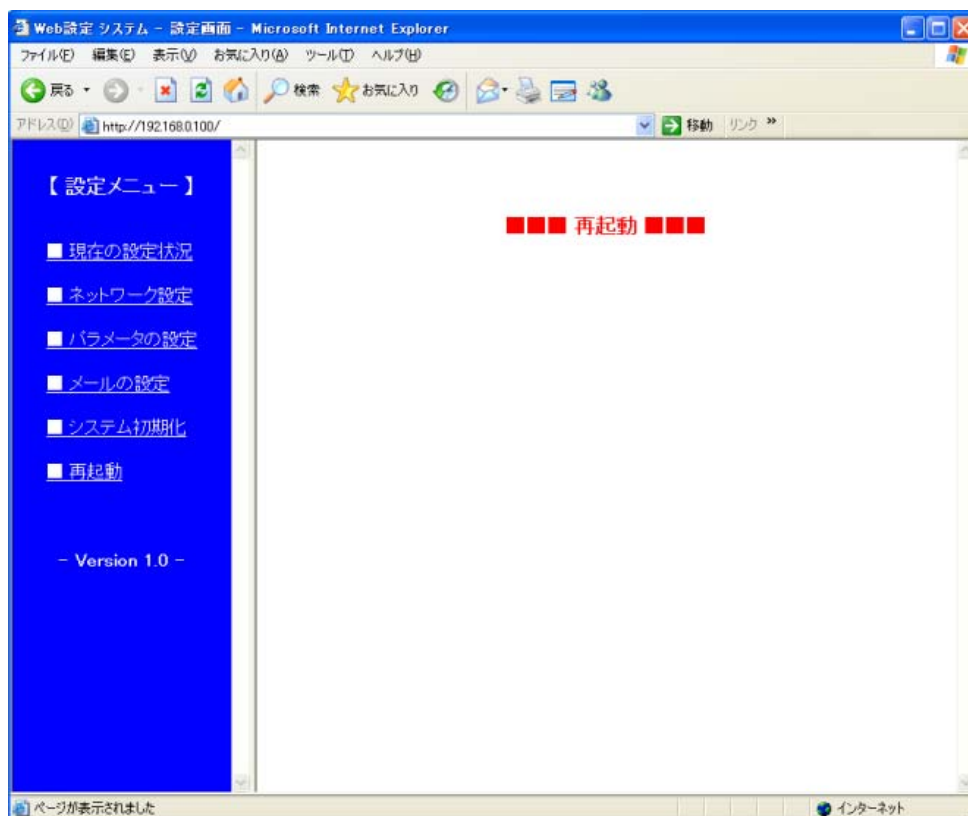 Web設定 システム - 設定画面 - Microsoft Internet Explorer
ファイル(F) 編集(E) 表示(V) お気に入り(A) ツール(T) ヘルプ(H)
戻る 検索 お気に入り
アドレス(D) http://192.168.0.100/ 移動 リンク »
【 設定メニュー 】
■■■ 再起動 ■■■
■ 現在の設定状況
■ ネットワーク設定
■ パラメータの設定
■ メールの設定
■ システム初期化
■ 再起動
- Version 1.0 -
ページが表示されました インターネット